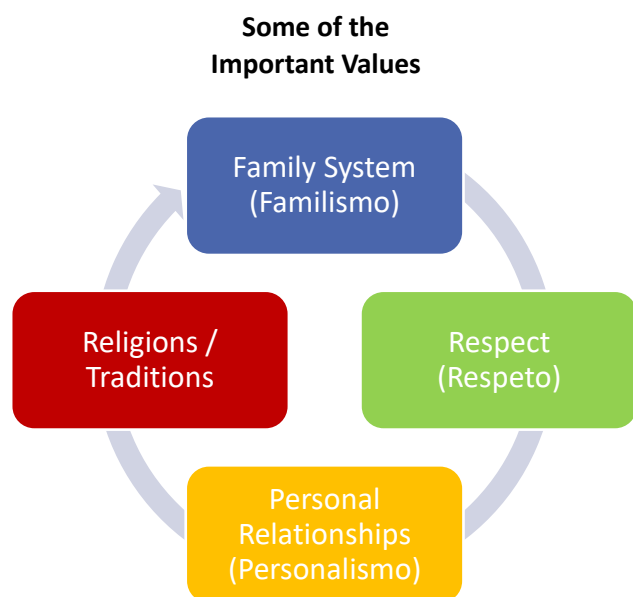 Some of the
Important Values
Family System
(Familismo)
Respect
(Respeto)
Personal
Relationships
(Personalismo)
Religions /
Traditions